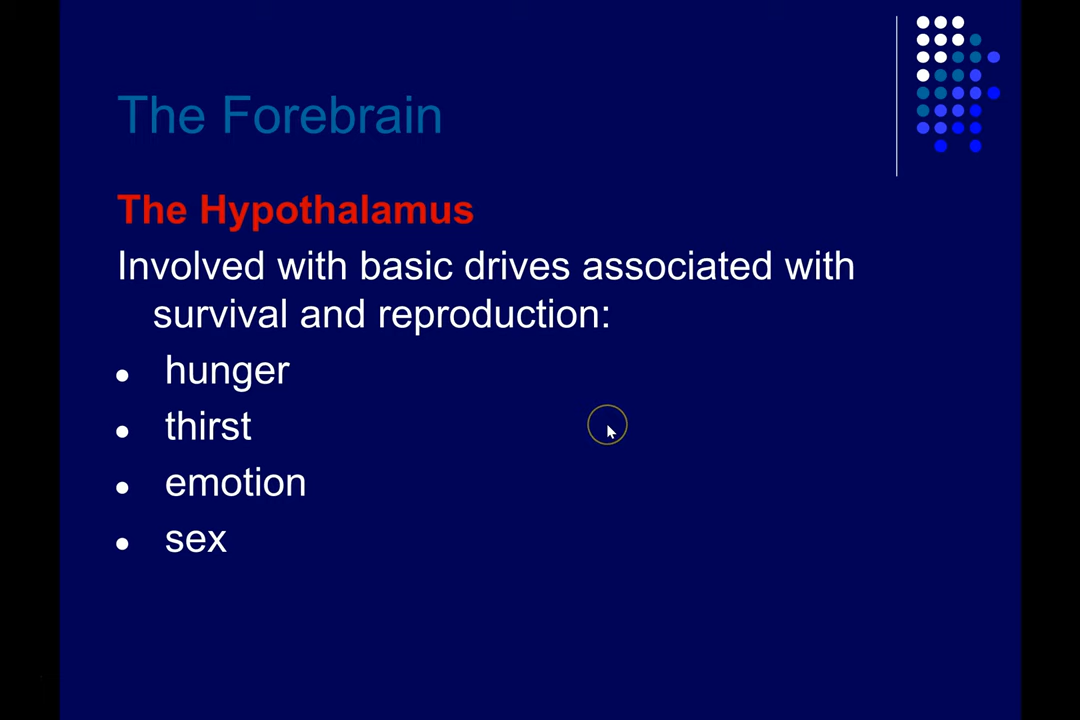 The Forebrain
The Hypothalamus
Involved with basic drives associated with
survival and reproduction:
hunger
thirst
emotion
sex